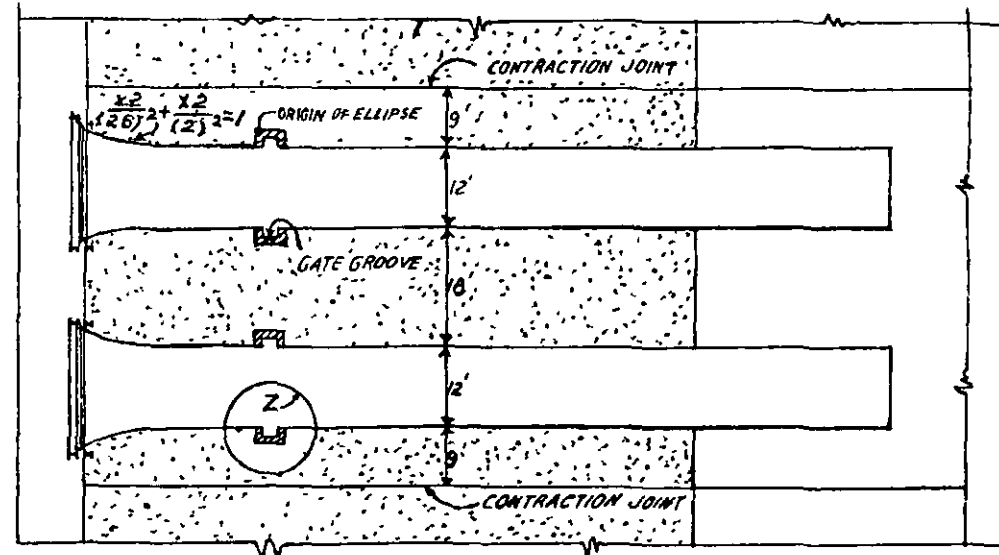 CONTRACTION JOINT
(X2/(26)2 + X2/(2)2 = 1
ORIGIN OF ELLIPSE
9'
12'
GATE GROOVE
18'
12'
Z
9'
CONTRACTION JOINT